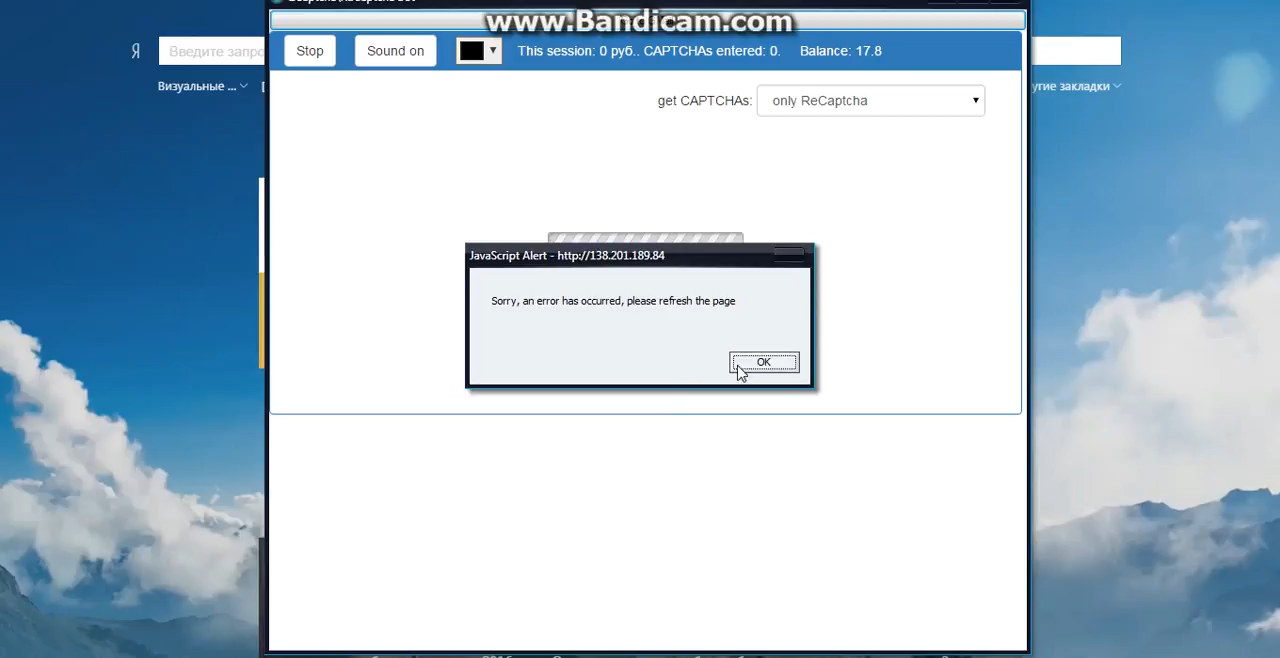 www.Bandicam.com
Я
Введите запро
Stop
Sound on
This session: 0 руб.. CAPTCHAs entered: 0.
Balance: 17.8
Визуальные ...
ругие закладки
get CAPTCHAs:
only ReCaptcha
JavaScript Alert - http://138.201.189.84
Sorry, an error has occurred, please refresh the page
OK